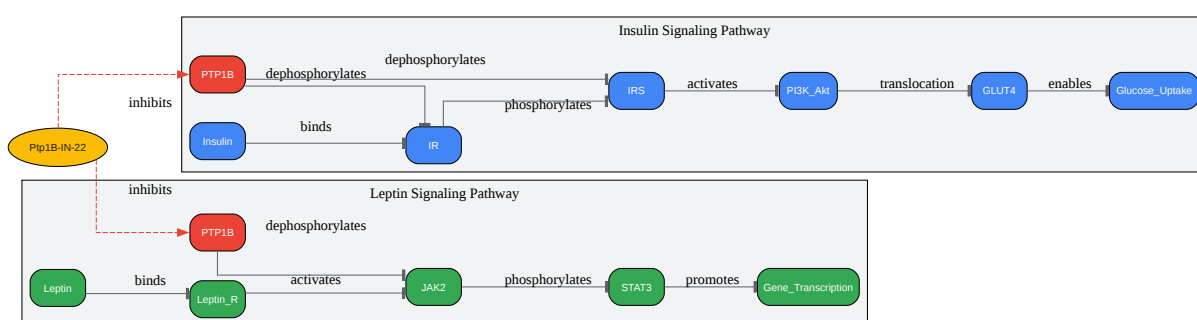 Insulin Signaling Pathway
PTP1B
dephosphorylates
dephosphorylates
IRS
activates
PI3K_Akt
translocation
GLUT4
enables
Glucose_Uptake
inhibits
phosphorylates
Insulin
binds
IR
Ptp1B-IN-22
inhibits
Leptin Signaling Pathway
PTP1B
dephosphorylates
Leptin
binds
Leptin_R
activates
JAK2
phosphorylates
STAT3
promotes
Gene_Transcription